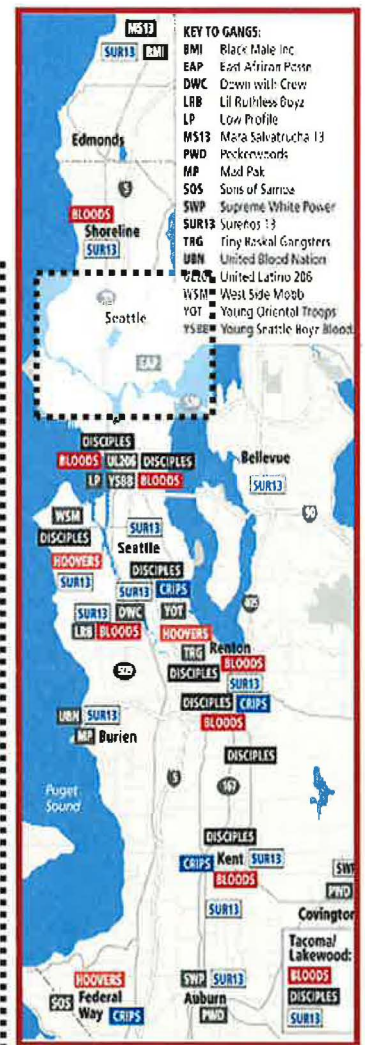 MS13
SUR13 BMI
KEY TO GANGS:
BMI Black Male Inc
EAP East African Posse
DWC Down with Crew
LRB Lil Ruthless Boyz
LP Low Profile
MS13 Mara Salvatrucha 13
PWD Peckerwoods
MP Mad Pak
SOS Sons of Samoa
SWP Supreme White Power
SUR13 Surenos 13
TRG Tiny Raskal Gangsters
UBN United Blood Nation
UL206 United Latino 206
WSM West Side Mobb
YOT Young Oriental Troops
YSBB Young Seattle Boyz Blood
Edmonds
5
BLOODS
Shoreline
SUR13
Seattle
EAP
DISCIPLES
BLOODS UL206 DISCIPLES
LP YSBB BLOODS
Bellevue
SUR13
90
WSM
DISCIPLES
SUR13
Seattle
HOOVERS
SUR13
DISCIPLES
SUR13 CRIPS
SUR13 DWC YOT
405
LRB BLOODS
HOOVERS
TRG Renton
BLOODS
DISCIPLES
SUR13
509
DISCIPLES CRIPS
BLOODS
UBN SUR13
MP Burien
DISCIPLES
Puget
Sound
5
167
DISCIPLES
CRIPS Kent SUR13
BLOODS
SWP
PWD
SUR13
Covington
Tacoma/
Lakewood:
BLOODS
DISCIPLES
SUR13
HOOVERS
SOS Federal
Way CRIPS
SWP SUR13
Auburn
PWD